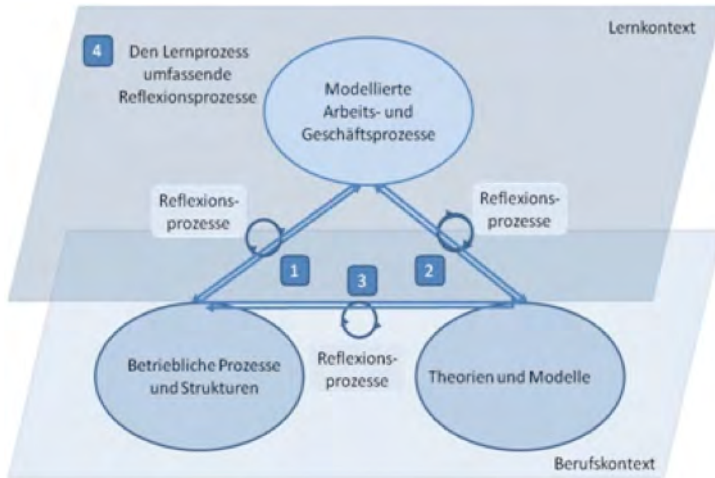 Lernkontext
4
Den Lernprozess
umfassende
Reflexionsprozesse
Modellierte
Arbeits- und
Geschäftsprozesse
Reflexions-
prozesse
Reflexions-
prozesse
1
3
2
Betriebliche Prozesse
und Strukturen
Reflexions-
prozesse
Theorien und Modelle
Berufskontext